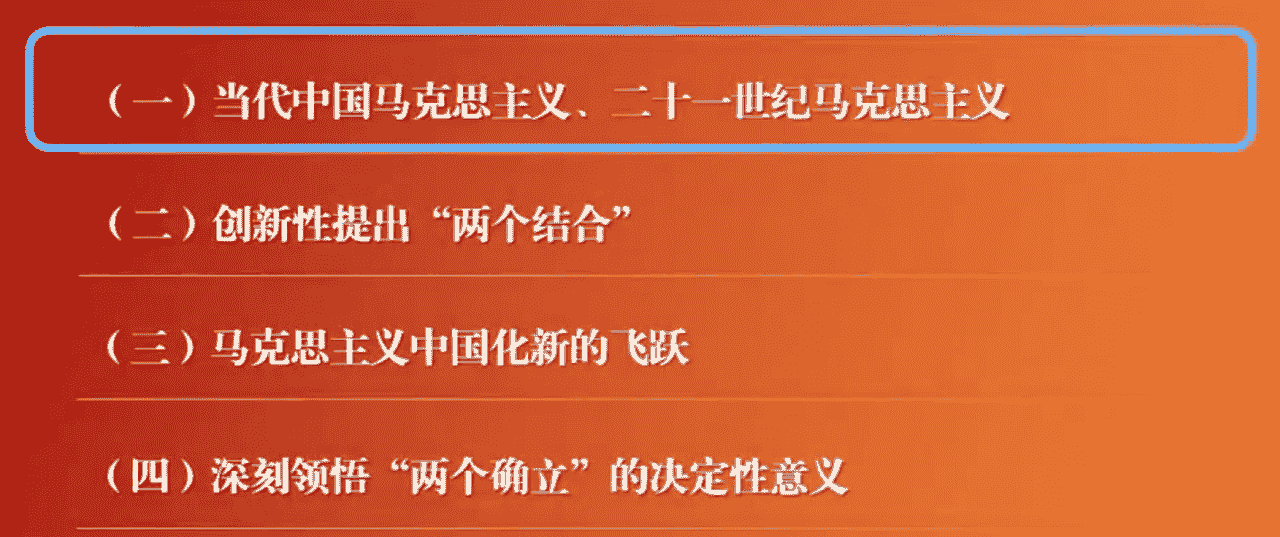 （一）当代中国马克思主义、二十一世纪马克思主义
（二）创新性提出“两个结合”
（三）马克思主义中国化新的飞跃
（四）深刻领悟“两个确立”的决定性意义